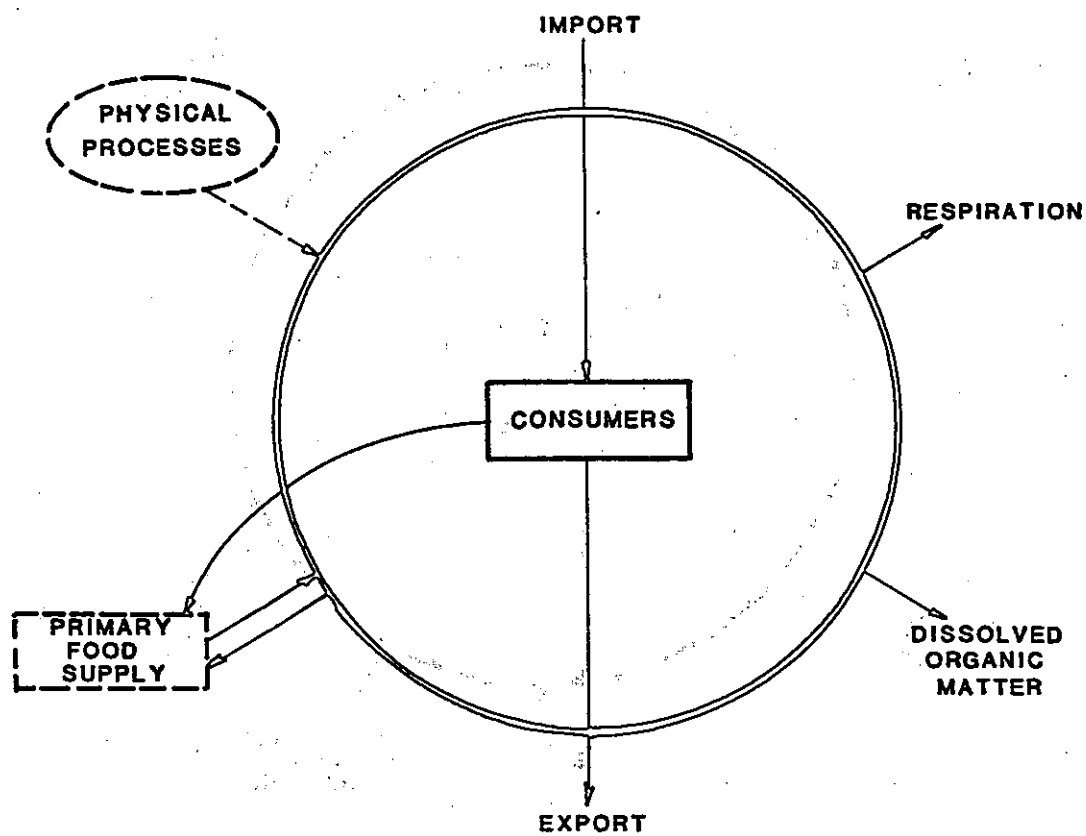 IMPORT
PHYSICAL
PROCESSES
RESPIRATION
CONSUMERS
PRIMARY
FOOD
SUPPLY
DISSOLVED
ORGANIC
MATTER
EXPORT